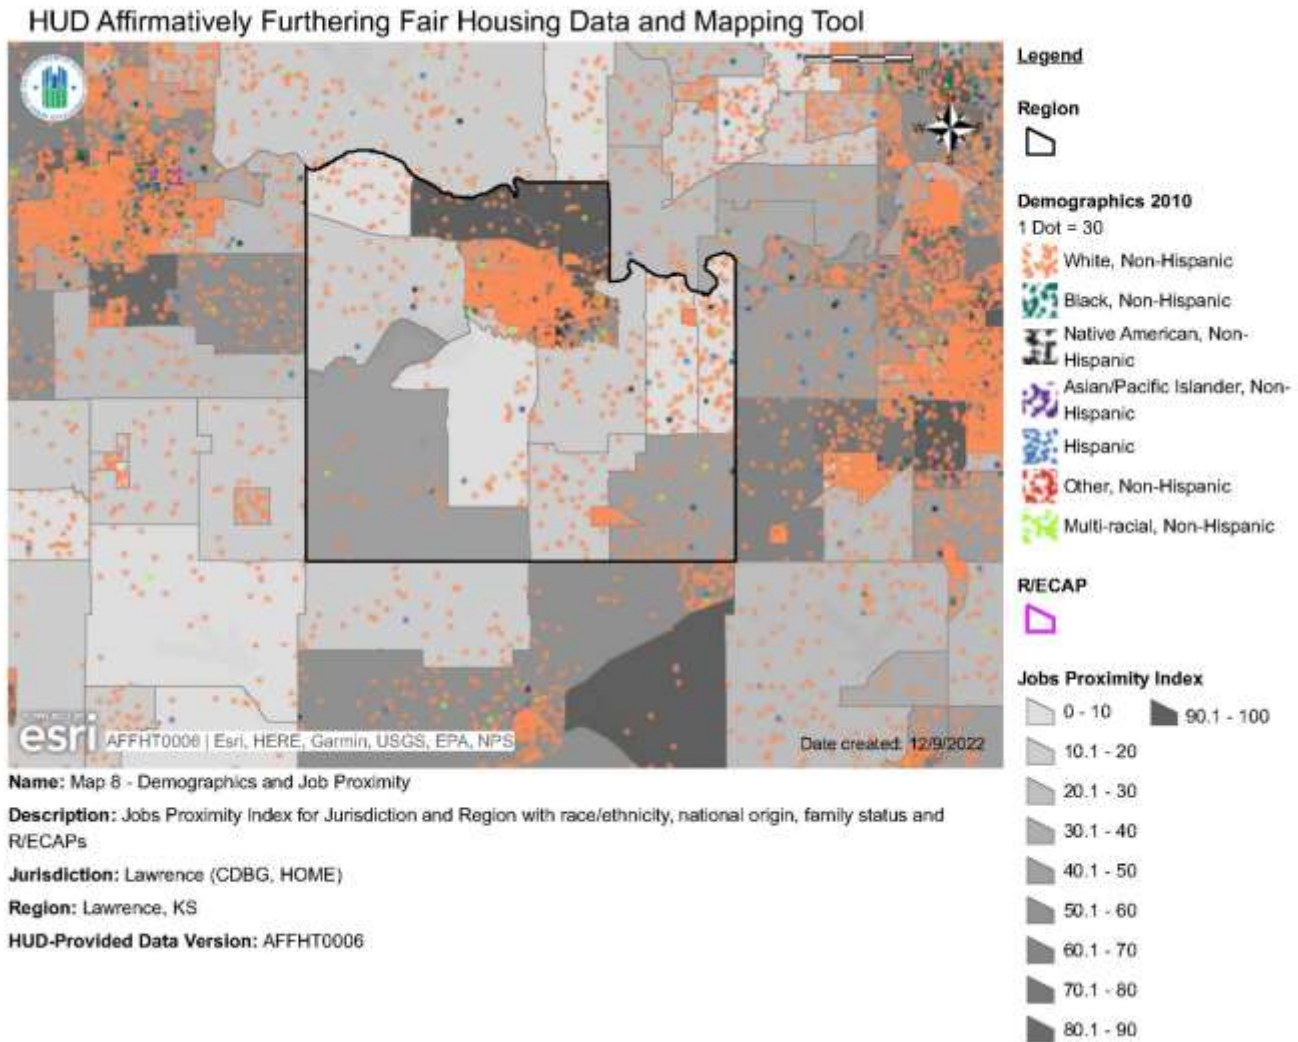 HUD Affirmatively Furthering Fair Housing Data and Mapping Tool
Legend
Region
Demographics 2010
1 Dot = 30
White, Non-Hispanic
Black, Non-Hispanic
Native American, Non-
Hispanic
Asian/Pacific Islander, Non-
Hispanic
Hispanic
Other, Non-Hispanic
Multi-racial, Non-Hispanic
R/ECAP
Jobs Proximity Index
0 - 10
90.1 - 100
10.1 - 20
20.1 - 30
30.1 - 40
40.1 - 50
50.1 - 60
60.1 - 70
70.1 - 80
80.1 - 90
esri
AFFHT0006 | Esri, HERE, Garmin, USGS, EPA, NPS
Date created: 12/9/2022
Name: Map 8 - Demographics and Job Proximity
Description: Jobs Proximity Index for Jurisdiction and Region with race/ethnicity, national origin, family status and
R/ECAPs
Jurisdiction: Lawrence (CDBG, HOME)
Region: Lawrence, KS
HUD-Provided Data Version: AFFHT0006